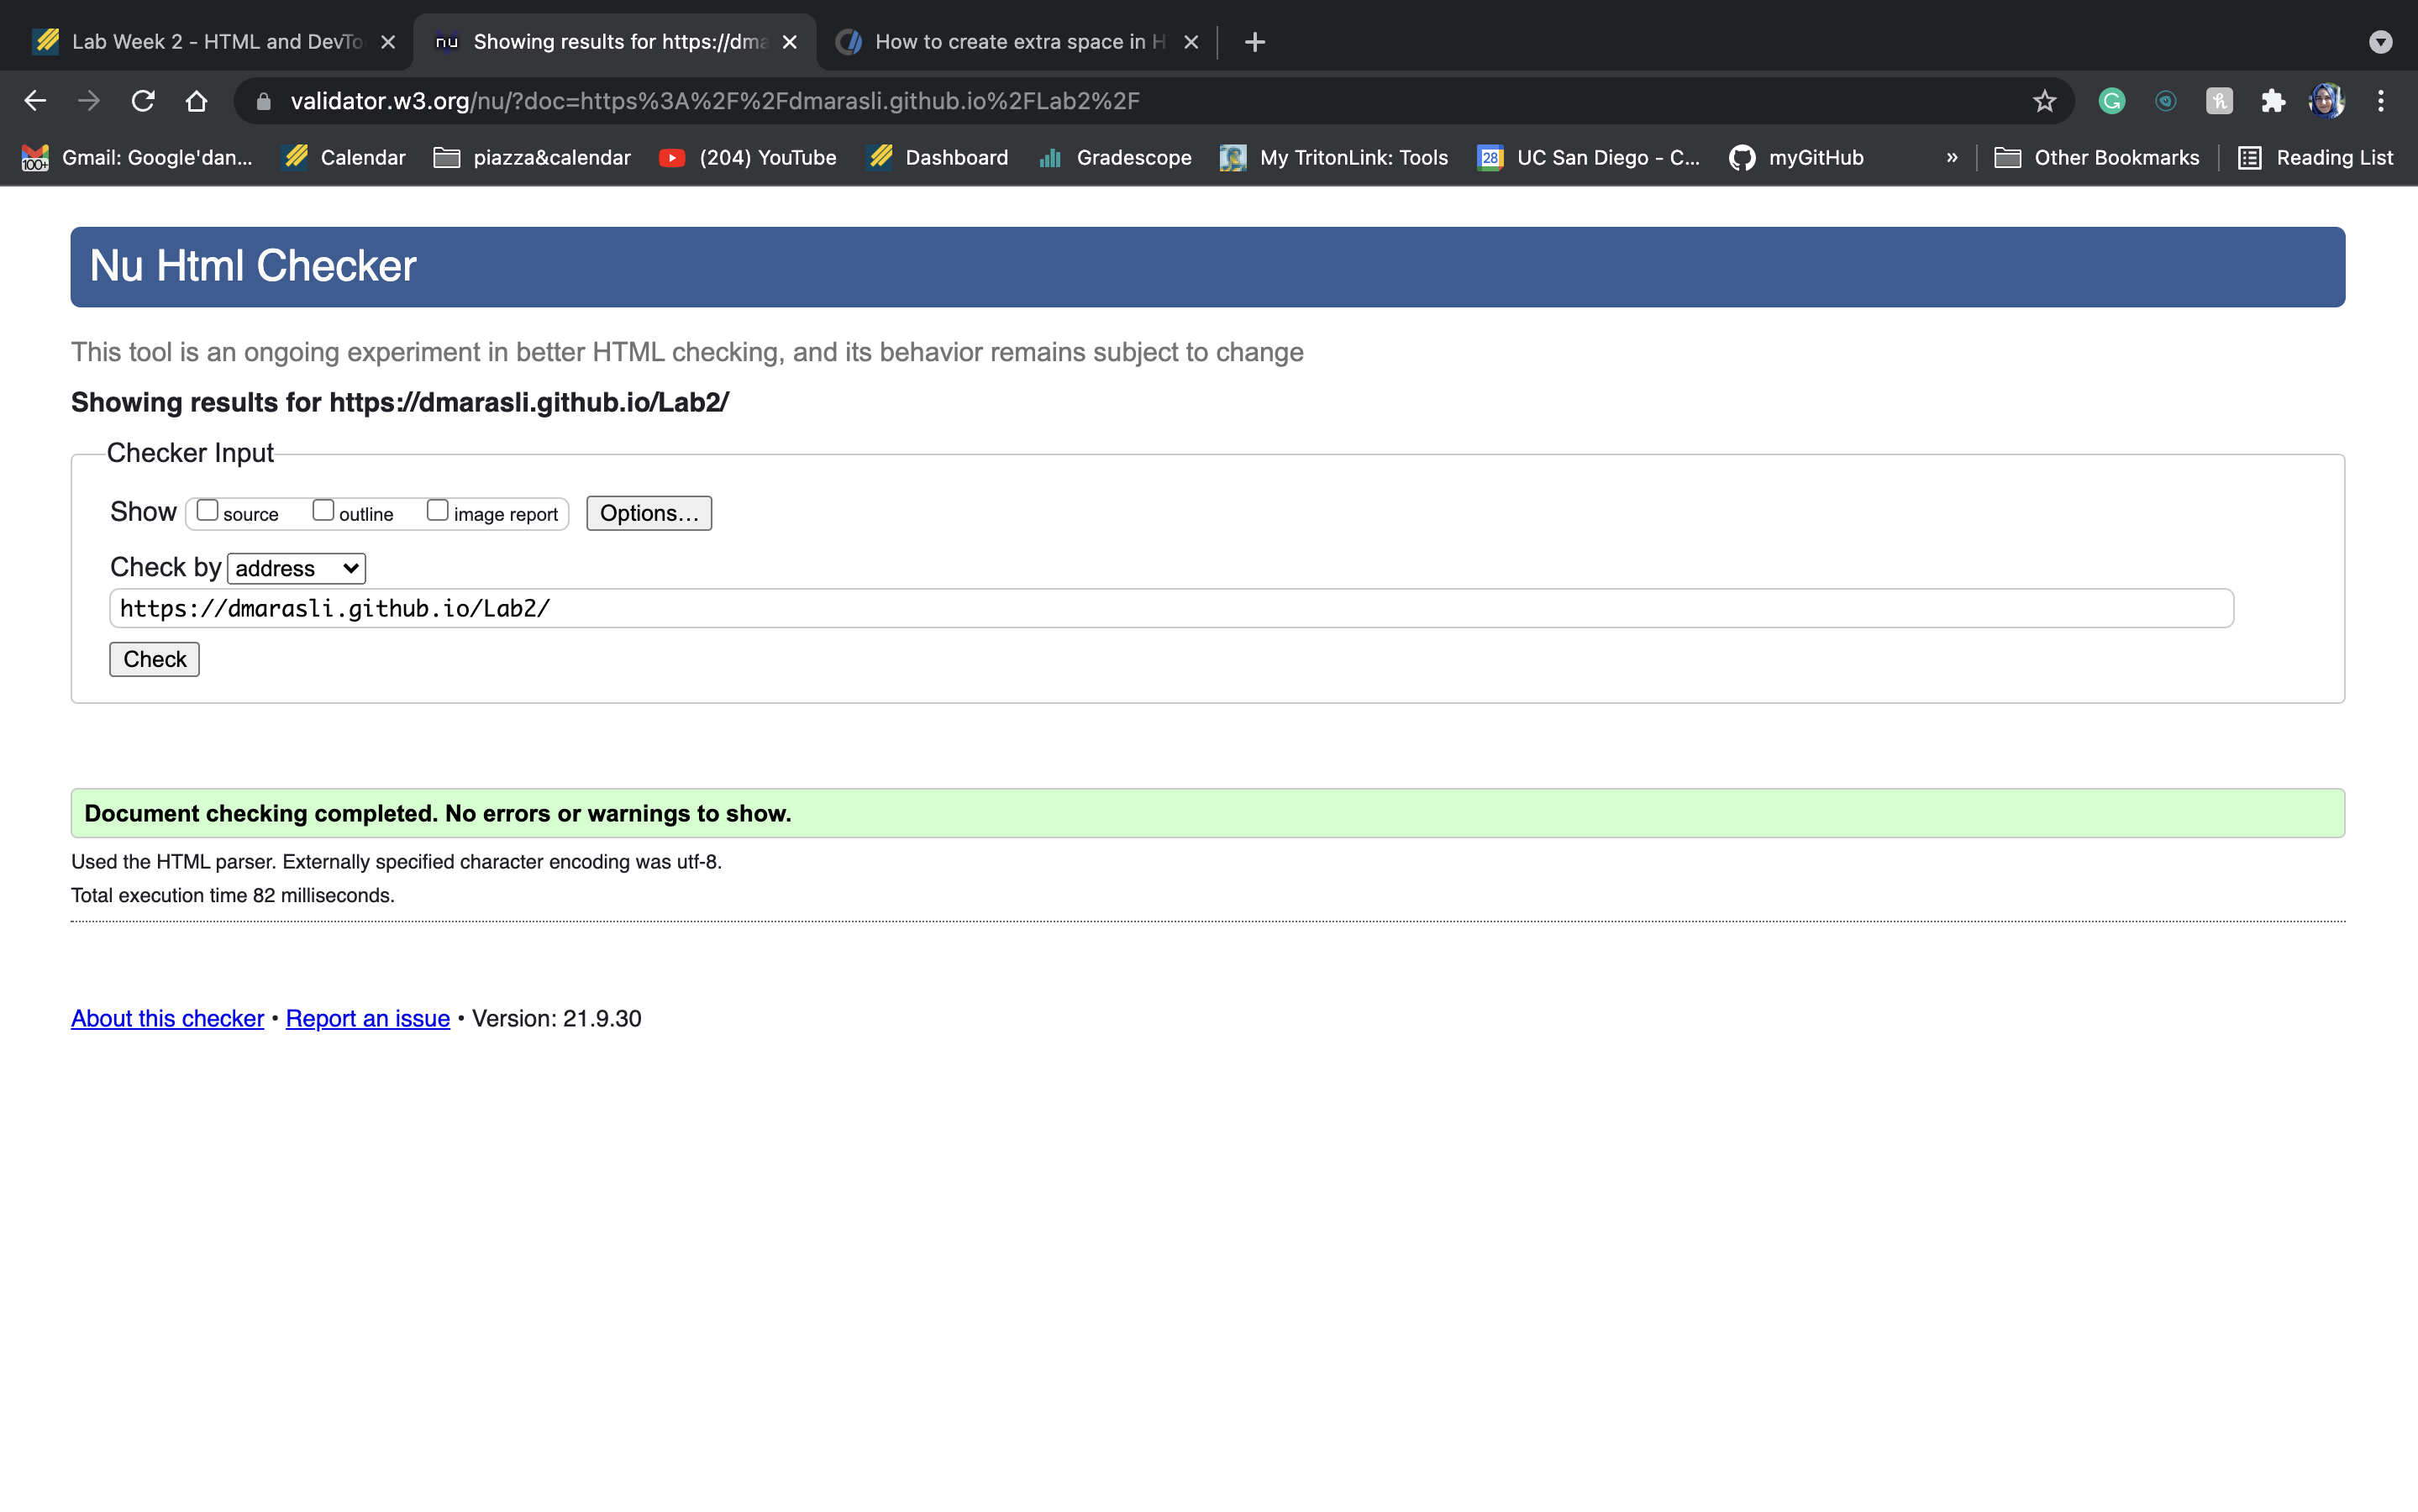 Lab Week 2 - HTML and DevToo
nu Showing results for https://dma
How to create extra space in H
validator.w3.org/nu/?doc=https%3A%2F%2Fdmarasli.github.io%2FLab2%2F
100+ Gmail: Google'dan... Calendar piazza&calendar (204) YouTube Dashboard Gradescope My TritonLink: Tools 28 UC San Diego - C... myGitHub » Other Bookmarks Reading List
Nu Html Checker
This tool is an ongoing experiment in better HTML checking, and its behavior remains subject to change
Showing results for https://dmarasli.github.io/Lab2/
Checker Input
Show source outline image report Options...
Check by address
https://dmarasli.github.io/Lab2/
Check
Document checking completed. No errors or warnings to show.
Used the HTML parser. Externally specified character encoding was utf-8.
Total execution time 82 milliseconds.
About this checker • Report an issue • Version: 21.9.30